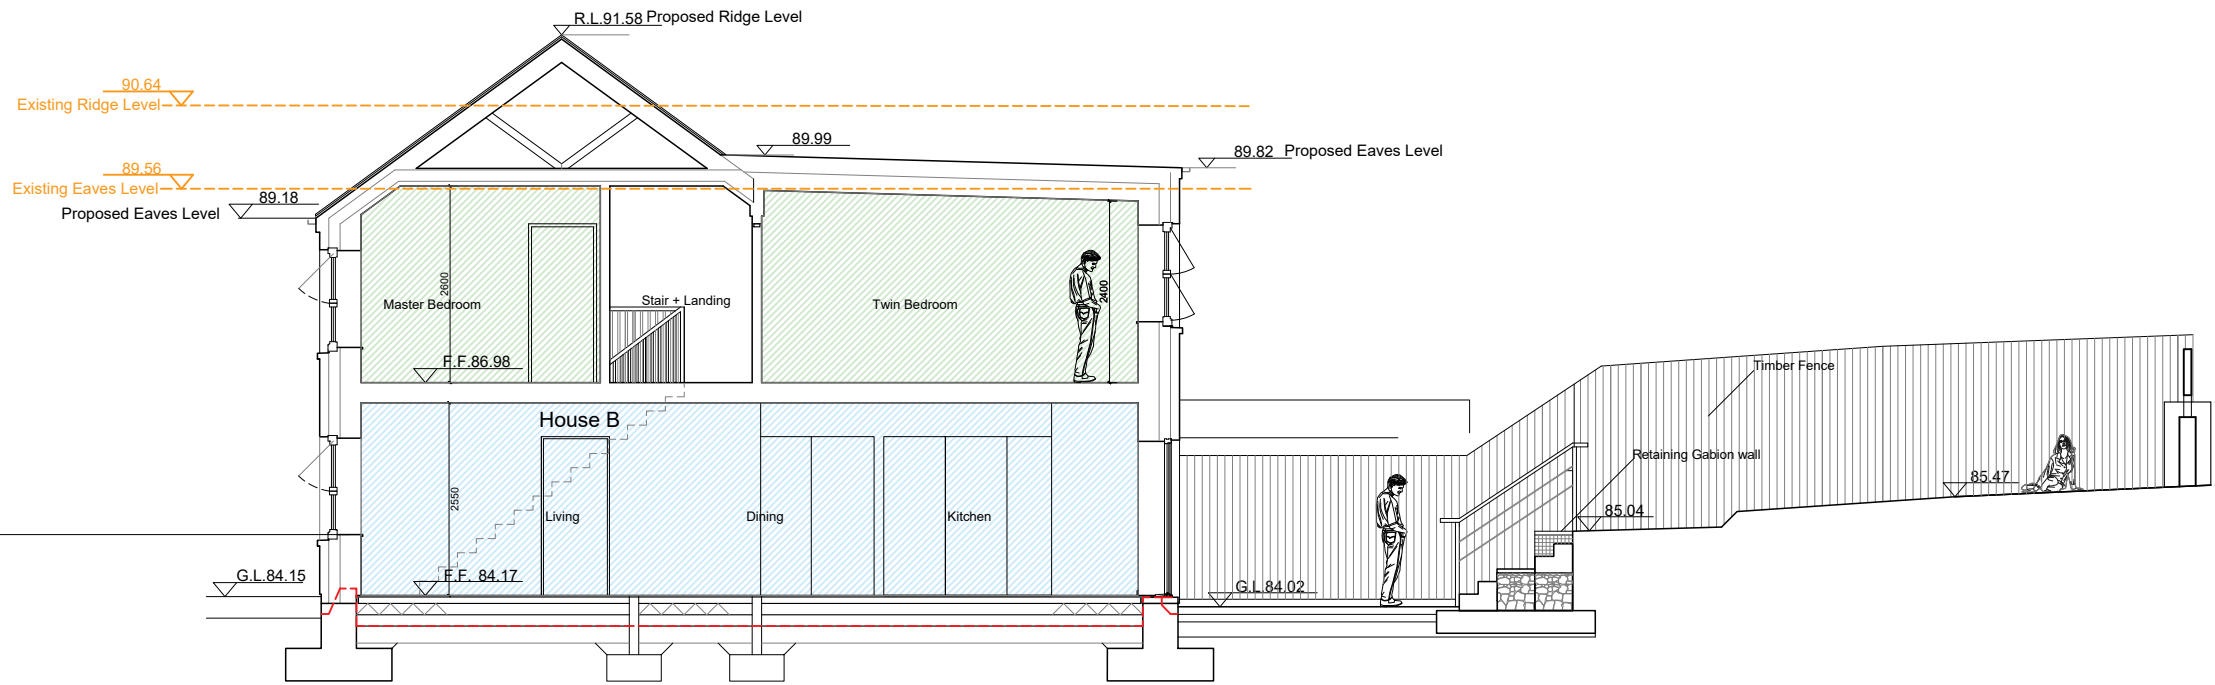 R.L.91.58 Proposed Ridge Level
90.64
Existing Ridge Level
89.99
89.82 Proposed Eaves Level
89.56
Existing Eaves Level
89.18
Proposed Eaves Level
2600
Master Bedroom
Stair + Landing
Twin Bedroom
2400
F.F.86.98
Timber Fence
House B
Retaining Gabion wall
2550
Living
Dining
Kitchen
85.47
85.04
G.L.84.15
F.F. 84.17
G.L.84.02